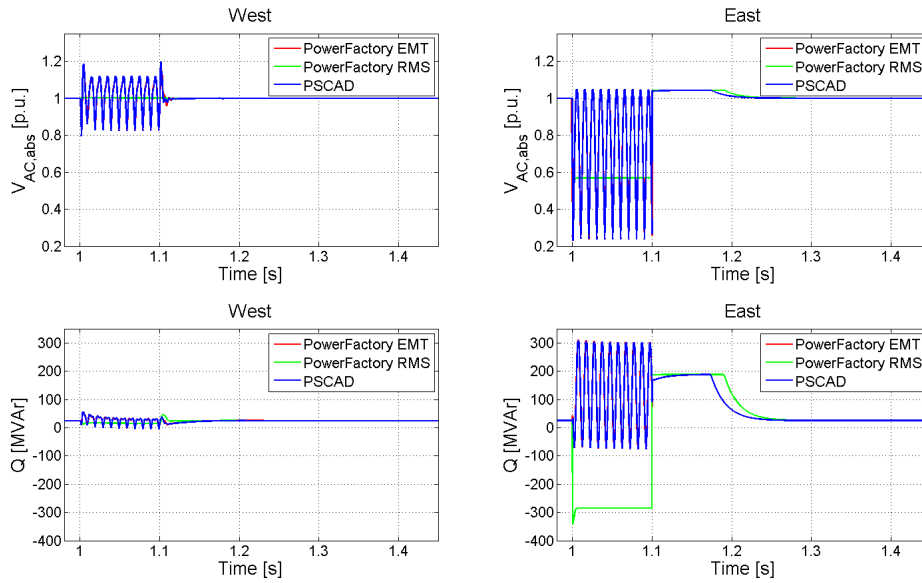 West
V_AC,abs [p.u.]
1.2
1
0.8
0.6
0.4
0.2
PowerFactory EMT
PowerFactory RMS
PSCAD
1 1.1 1.2 1.3 1.4
Time [s]
East
V_AC,abs [p.u.]
1.2
1
0.8
0.6
0.4
0.2
PowerFactory EMT
PowerFactory RMS
PSCAD
1 1.1 1.2 1.3 1.4
Time [s]
West
Q [MVAr]
300
200
100
0
-100
-200
-300
-400
PowerFactory EMT
PowerFactory RMS
PSCAD
1 1.1 1.2 1.3 1.4
Time [s]
East
Q [MVAr]
300
200
100
0
-100
-200
-300
-400
PowerFactory EMT
PowerFactory RMS
PSCAD
1 1.1 1.2 1.3 1.4
Time [s]